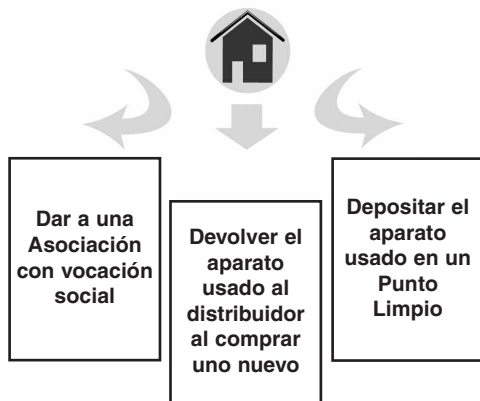 Dar a una
Asociación
con vocación
social
Devolver el
aparato
usado al
distribuidor
al comprar
uno nuevo
Depositar el
aparato
usado en un
Punto
Limpio